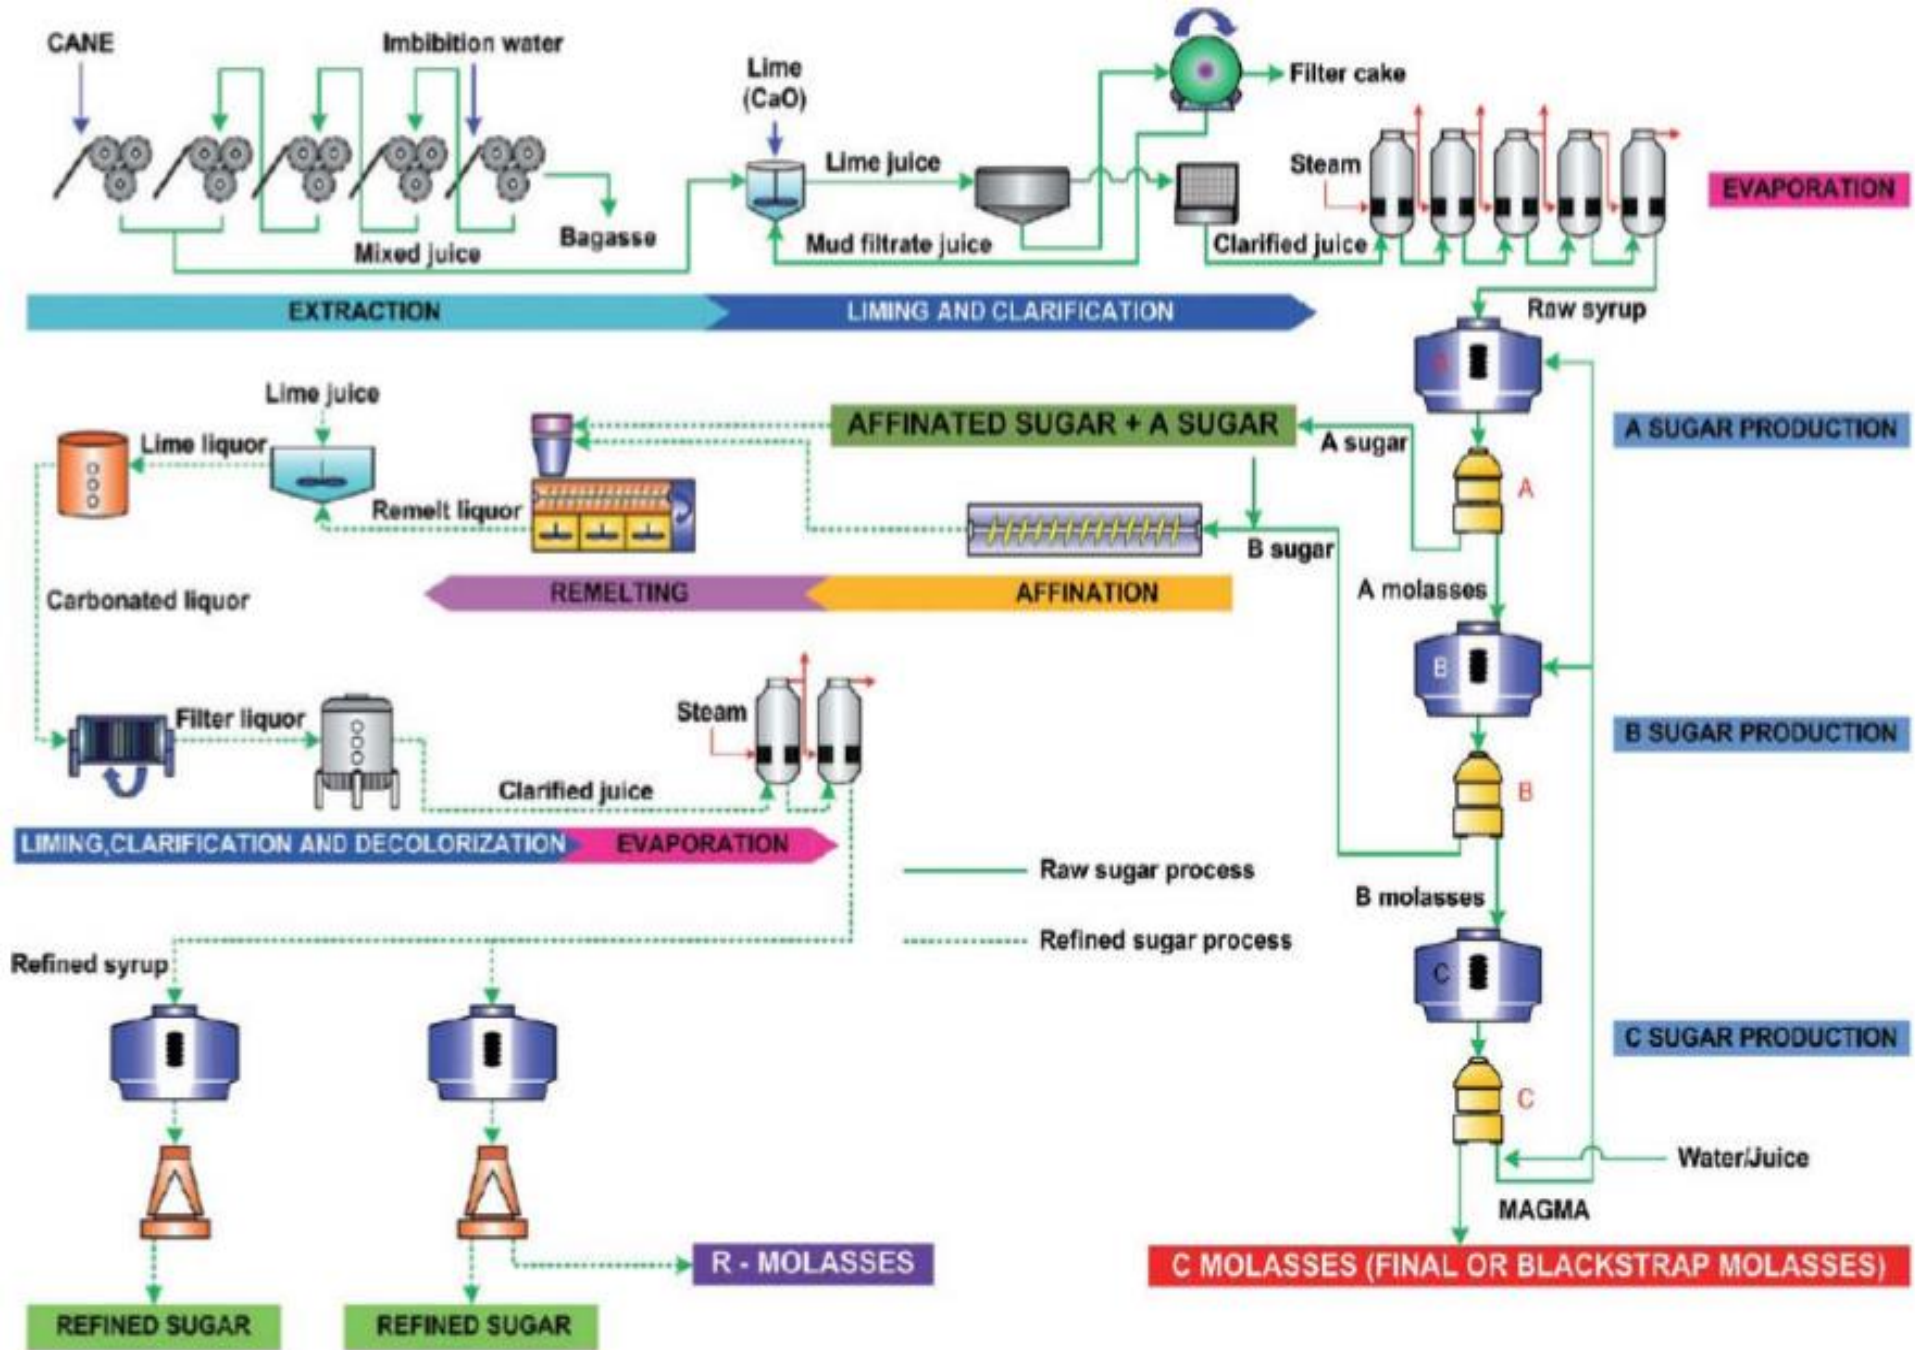 CANE
Imbibition water
Lime
(CaO)
Filter cake
Lime juice
Steam
EVAPORATION
Bagasse
Mixed juice
Mud filtrate juice
Clarified juice
EXTRACTION
LIMING AND CLARIFICATION
Raw syrup
A
Lime juice
Lime liquor
AFFINATED SUGAR + A SUGAR
A sugar
A SUGAR PRODUCTION
A
Remelt liquor
B sugar
REMELTING
AFFINATION
A molasses
Carbonated liquor
B
Filter liquor
Steam
B SUGAR PRODUCTION
Clarified juice
B
LIMING,CLARIFICATION AND DECOLORIZATION
EVAPORATION
Raw sugar process
B molasses
Refined sugar process
Refined syrup
C
C SUGAR PRODUCTION
C
Water/Juice
MAGMA
R - MOLASSES
C MOLASSES (FINAL OR BLACKSTRAP MOLASSES)
REFINED SUGAR
REFINED SUGAR